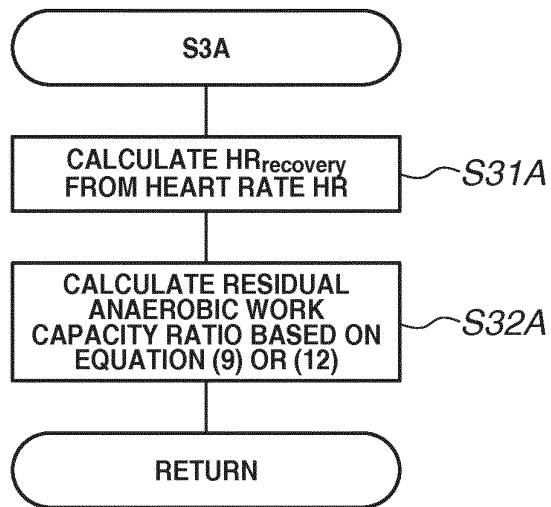 S3A
CALCULATE HRrecovery
FROM HEART RATE HR
S31A
CALCULATE RESIDUAL
ANAEROBIC WORK
CAPACITY RATIO BASED ON
EQUATION (9) OR (12)
S32A
RETURN